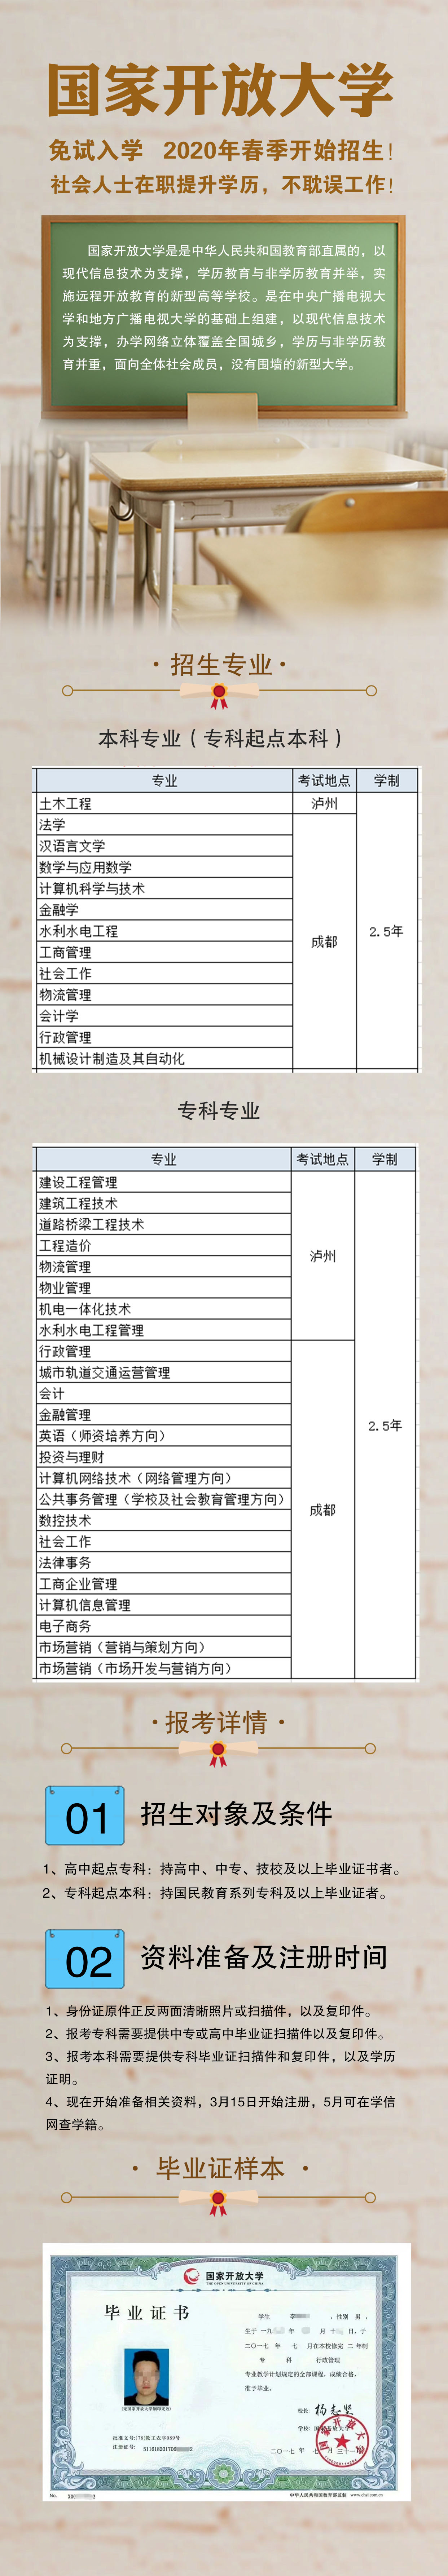 国家开放大学
免试入学 2020年春季开始招生！
社会人士在职提升学历，不耽误工作！
国家开放大学是是中华人民共和国教育部直属的，以
现代信息技术为支撑，学历教育与非学历教育并举，实
施远程开放教育的新型高等学校。是在中央广播电视大
学和地方广播电视大学的基础上组建，以现代信息技术
为支撑，办学网络立体覆盖全国城乡，学历与非学历教
育并重，面向全体社会成员，没有围墙的新型大学。
·招生专业·
本科专业（专科起点本科）
专业 考试地点 学制
土木工程 泸州
法学
汉语言文学
数学与应用数学
计算机科学与技术
金融学
水利水电工程 2.5年
工商管理 成都
社会工作
物流管理
会计学
行政管理
机械设计制造及其自动化
专科专业
专业 考试地点 学制
建设工程管理
建筑工程技术
道路桥梁工程技术
工程造价 泸州
物流管理
物业管理
机电一体化技术
水利水电工程管理
行政管理
城市轨道交通运营管理
会计
金融管理 2.5年
英语（师资培养方向）
投资与理财
计算机网络技术（网络管理方向）
公共事务管理（学校及社会教育管理方向） 成都
数控技术
社会工作
法律事务
工商企业管理
计算机信息管理
电子商务
市场营销（营销与策划方向）
市场营销（市场开发与营销方向）
·报考详情·
01 招生对象及条件
1、高中起点专科：持高中、中专、技校及以上毕业证书者。
2、专科起点本科：持国民教育系列专科及以上毕业证者。
02 资料准备及注册时间
1、身份证原件正反两面清晰照片或扫描件，以及复印件。
2、报考专科需要提供中专或高中毕业证扫描件以及复印件。
3、报考本科需要提供专科毕业证扫描件和复印件，以及学历
证明。
4、现在开始准备相关资料，3月15日开始注册，5月可在学信
网查学籍。
· 毕业证样本 ·
国家开放大学
THE OPEN UNIVERSITY OF CHINA
毕业证书
学生 李 ，性别 男 ，
生于一九 年 月 十 日，于
二〇一七 年 七 月在本校修完 二 年制
专 科 行政管理
专业教学计划规定的全部课程，成绩合格，
准予毕业。
（无国家开放大学钢印无效）
校长： 杨志坚
学校：
批准文号：(79)教工农字089号
注册证号：
二〇一七 年 七 月 三十一
No.
中华人民共和国教育部监制 www.chsi.com.cn